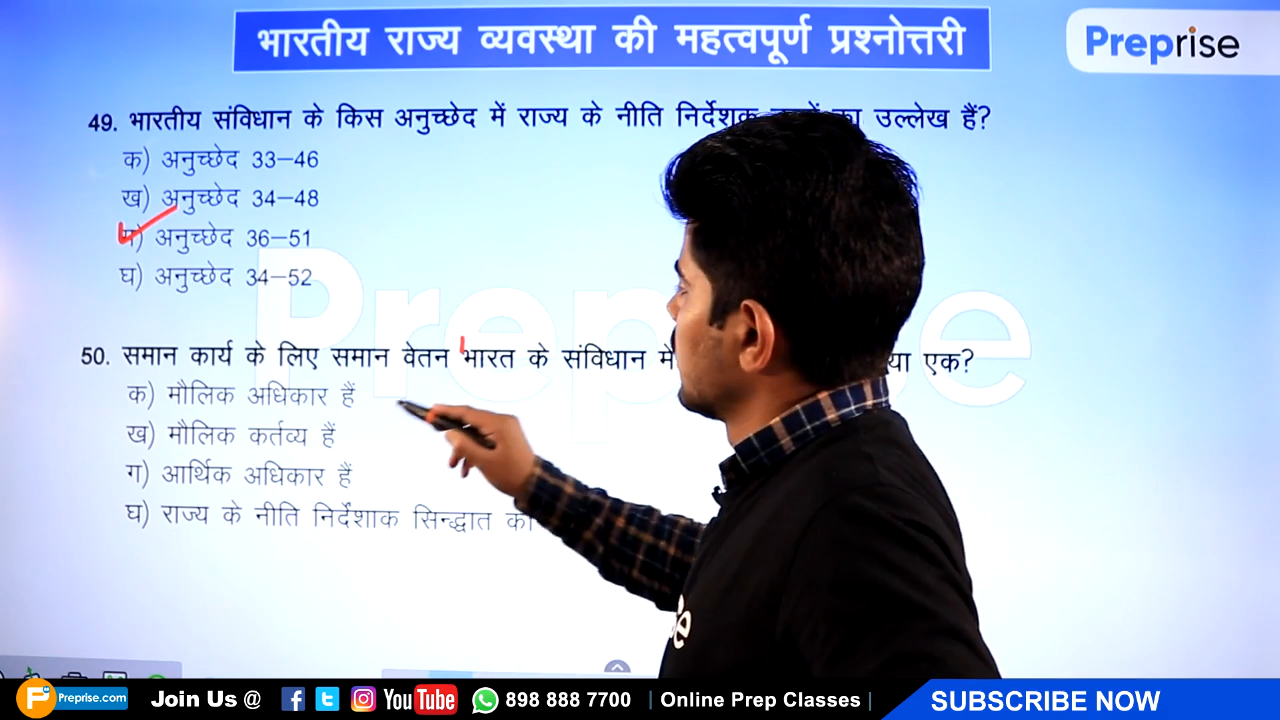 भारतीय राज्य व्यवस्था की महत्वपूर्ण प्रश्नोत्तरी
Preprise
49. भारतीय संविधान के किस अनुच्छेद में राज्य के नीति निर्देशक का उल्लेख हैं?
क) अनुच्छेद 33–46
ख) अनुच्छेद 34–48
ग) अनुच्छेद 36–51
घ) अनुच्छेद 34–52
50. समान कार्य के लिए समान वेतन भारत के संविधान में या एक?
क) मौलिक अधिकार हैं
ख) मौलिक कर्तव्य हैं
ग) आर्थिक अधिकार हैं
घ) राज्य के नीति निर्देशाक सिन्द्धात का
Preprise
Preprise.com Join Us @ YouTube 898 888 7700 | Online Prep Classes | SUBSCRIBE NOW